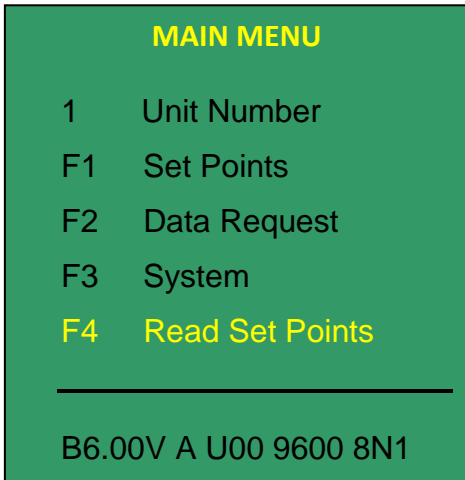 MAIN MENU
1 Unit Number
F1 Set Points
F2 Data Request
F3 System
F4 Read Set Points
B6.00V A U00 9600 8N1